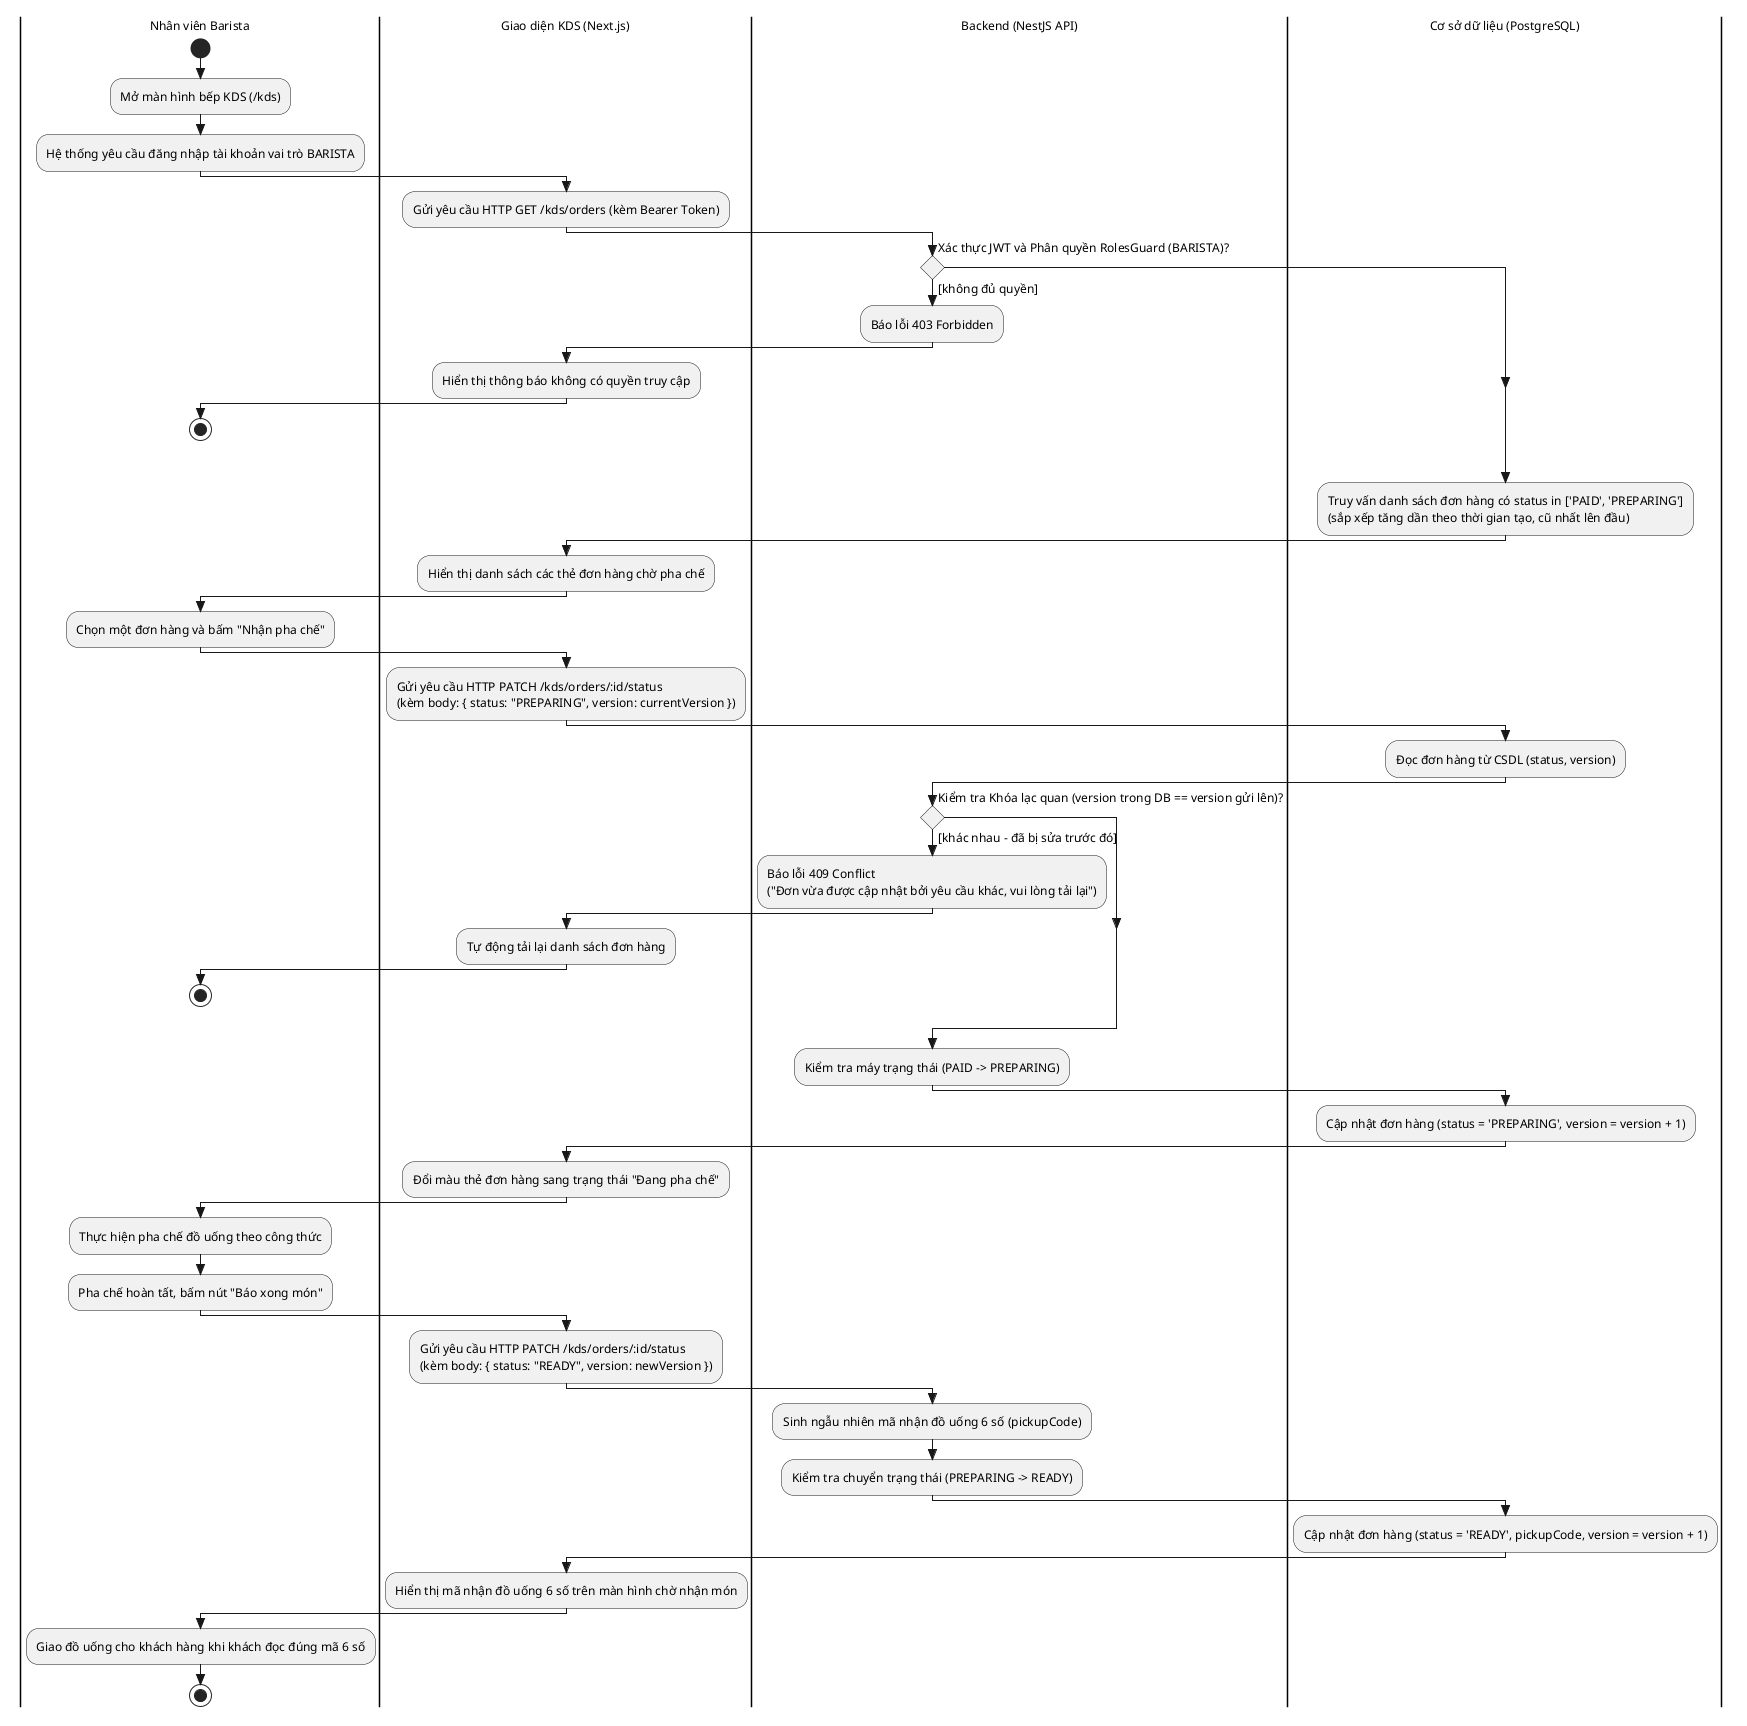 Nhân viên Barista
Giao diện KDS (Next.js)
Backend (NestJS API)
Cơ sở dữ liệu (PostgreSQL)
Mở màn hình bếp KDS (/kds)
Hệ thống yêu cầu đăng nhập tài khoản vai trò BARISTA
Gửi yêu cầu HTTP GET /kds/orders (kèm Bearer Token)
Xác thực JWT và Phân quyền RolesGuard (BARISTA)?
[không đủ quyền]
Báo lỗi 403 Forbidden
Hiển thị thông báo không có quyền truy cập
Truy vấn danh sách đơn hàng có status in ['PAID', 'PREPARING']
(sắp xếp tăng dần theo thời gian tạo, cũ nhất lên đầu)
Hiển thị danh sách các thẻ đơn hàng chờ pha chế
Chọn một đơn hàng và bấm "Nhận pha chế"
Gửi yêu cầu HTTP PATCH /kds/orders/:id/status
(kèm body: { status: "PREPARING", version: currentVersion })
Đọc đơn hàng từ CSDL (status, version)
Kiểm tra Khóa lạc quan (version trong DB == version gửi lên)?
[khác nhau - đã bị sửa trước đó]
Báo lỗi 409 Conflict
("Đơn vừa được cập nhật bởi yêu cầu khác, vui lòng tải lại")
Tự động tải lại danh sách đơn hàng
Kiểm tra máy trạng thái (PAID -> PREPARING)
Cập nhật đơn hàng (status = 'PREPARING', version = version + 1)
Đổi màu thẻ đơn hàng sang trạng thái "Đang pha chế"
Thực hiện pha chế đồ uống theo công thức
Pha chế hoàn tất, bấm nút "Báo xong món"
Gửi yêu cầu HTTP PATCH /kds/orders/:id/status
(kèm body: { status: "READY", version: newVersion })
Sinh ngẫu nhiên mã nhận đồ uống 6 số (pickupCode)
Kiểm tra chuyển trạng thái (PREPARING -> READY)
Cập nhật đơn hàng (status = 'READY', pickupCode, version = version + 1)
Hiển thị mã nhận đồ uống 6 số trên màn hình chờ nhận món
Giao đồ uống cho khách hàng khi khách đọc đúng mã 6 số